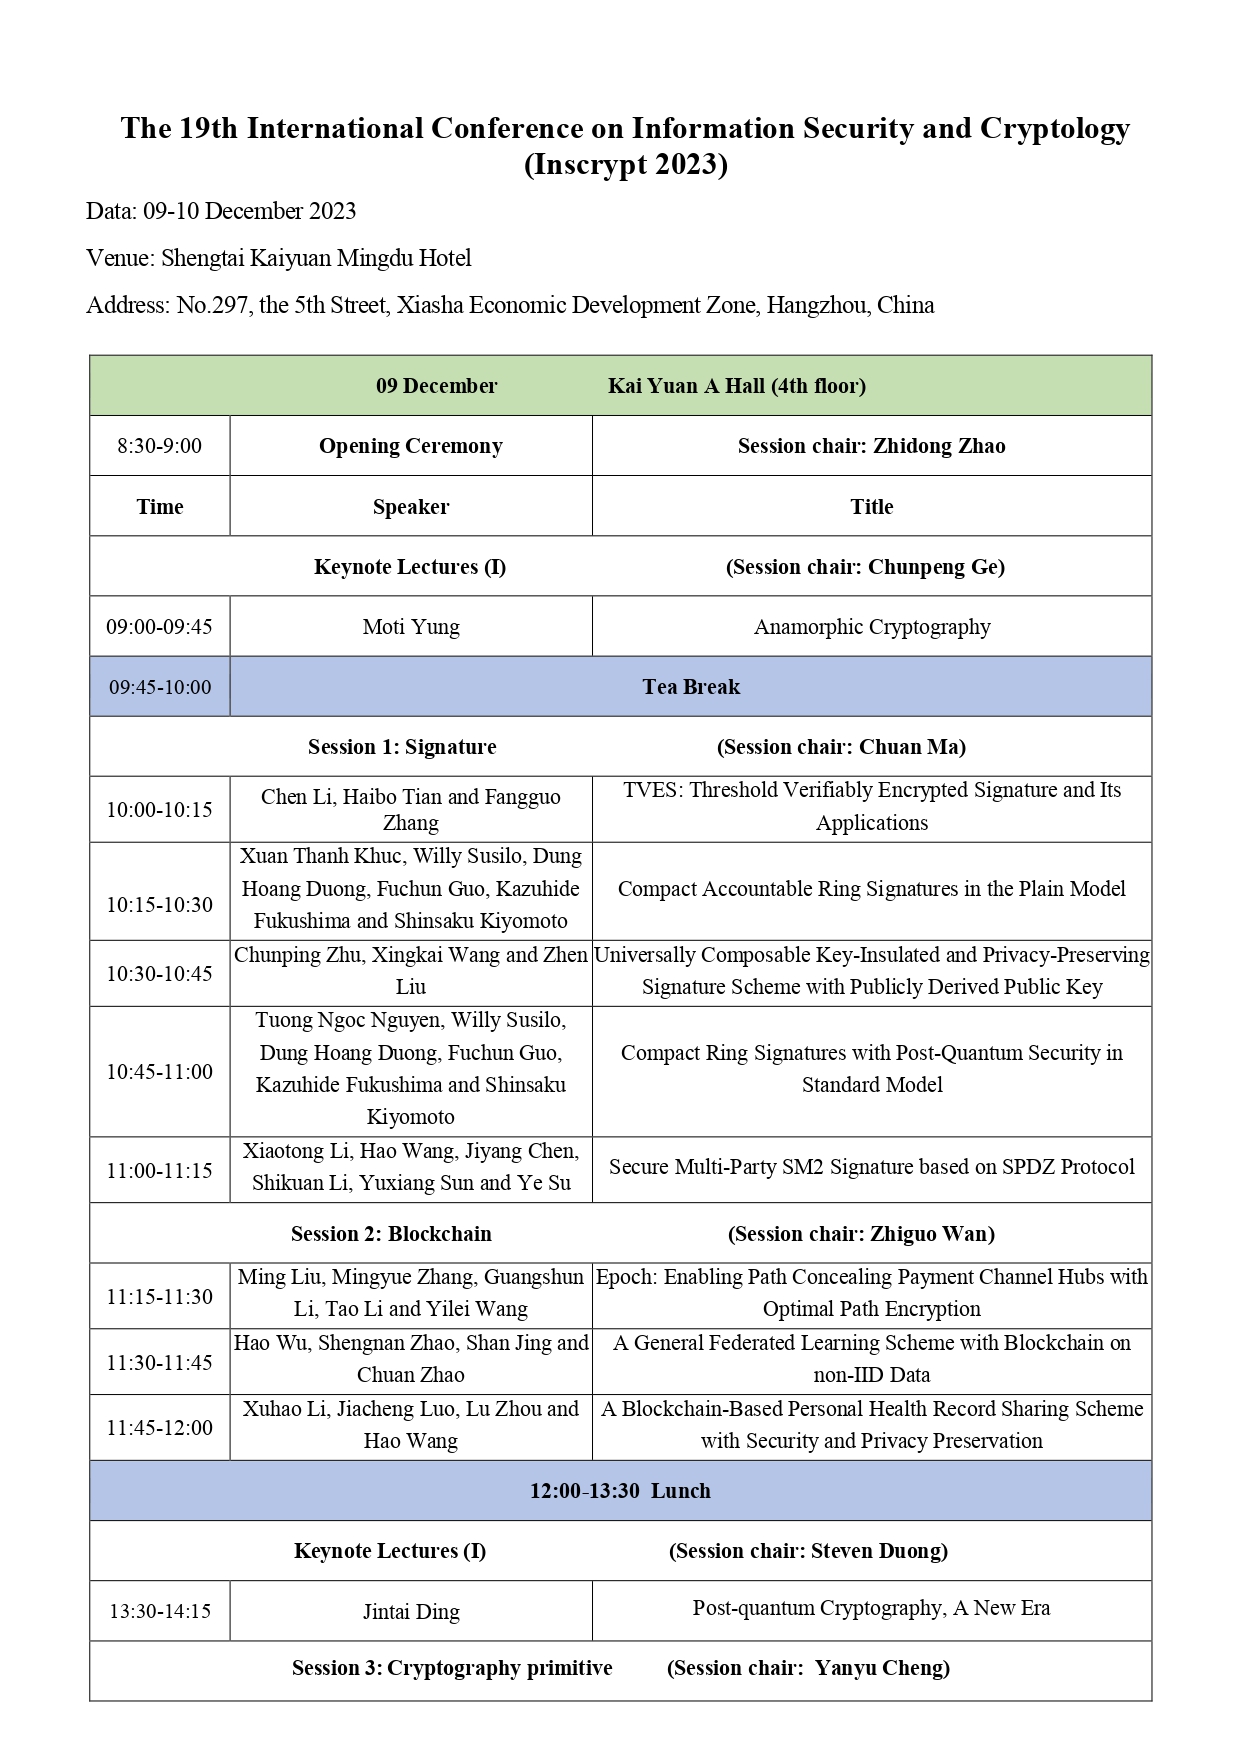 The 19th International Conference on Information Security and Cryptology
(Inscrypt 2023)
Data: 09-10 December 2023
Venue: Shengtai Kaiyuan Mingdu Hotel
Address: No.297, the 5th Street, Xiasha Economic Development Zone, Hangzhou, China
09 December Kai Yuan A Hall (4th floor)
8:30-9:00 Opening Ceremony Session chair: Zhidong Zhao
Time Speaker Title
Keynote Lectures (I) (Session chair: Chunpeng Ge)
09:00-09:45 Moti Yung Anamorphic Cryptography
09:45-10:00 Tea Break
Session 1: Signature (Session chair: Chuan Ma)
10:00-10:15
Chen Li, Haibo Tian and Fangguo
Zhang
TVES: Threshold Verifiably Encrypted Signature and Its
Applications
10:15-10:30
Xuan Thanh Khuc, Willy Susilo, Dung
Hoang Duong, Fuchun Guo, Kazuhide
Fukushima and Shinsaku Kiyomoto
Compact Accountable Ring Signatures in the Plain Model
10:30-10:45
Chunping Zhu, Xingkai Wang and Zhen
Liu
Universally Composable Key-Insulated and Privacy-Preserving
Signature Scheme with Publicly Derived Public Key
10:45-11:00
Tuong Ngoc Nguyen, Willy Susilo,
Dung Hoang Duong, Fuchun Guo,
Kazuhide Fukushima and Shinsaku
Kiyomoto
Compact Ring Signatures with Post-Quantum Security in
Standard Model
11:00-11:15
Xiaotong Li, Hao Wang, Jiyang Chen,
Shikuan Li, Yuxiang Sun and Ye Su
Secure Multi-Party SM2 Signature based on SPDZ Protocol
Session 2: Blockchain (Session chair: Zhiguo Wan)
11:15-11:30
Ming Liu, Mingyue Zhang, Guangshun
Li, Tao Li and Yilei Wang
Epoch: Enabling Path Concealing Payment Channel Hubs with
Optimal Path Encryption
11:30-11:45
Hao Wu, Shengnan Zhao, Shan Jing and
Chuan Zhao
A General Federated Learning Scheme with Blockchain on
non-IID Data
11:45-12:00
Xuhao Li, Jiacheng Luo, Lu Zhou and
Hao Wang
A Blockchain-Based Personal Health Record Sharing Scheme
with Security and Privacy Preservation
12:00-13:30 Lunch
Keynote Lectures (I) (Session chair: Steven Duong)
13:30-14:15 Jintai Ding Post-quantum Cryptography, A New Era
Session 3: Cryptography primitive (Session chair: Yanyu Cheng)